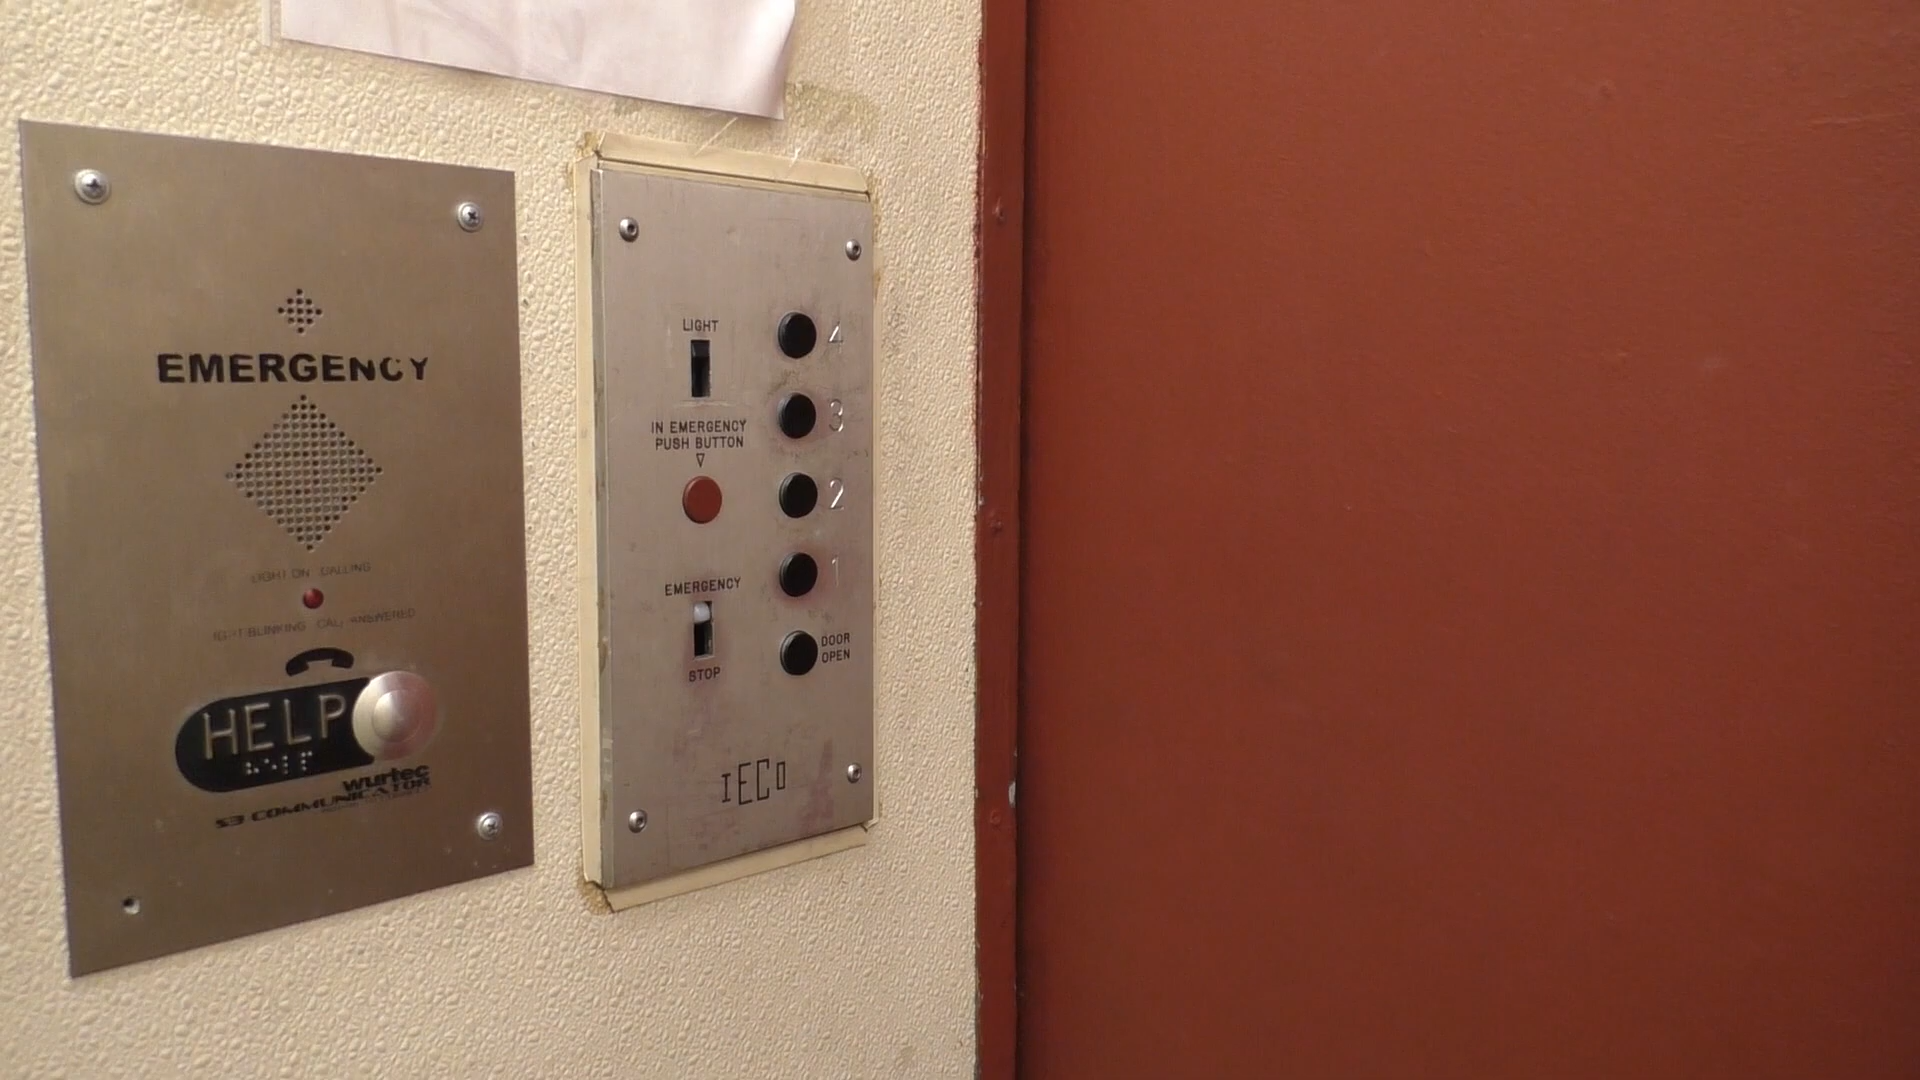 EMERGENCY
LIGHT ON CALLING
LIGHT BLINKING CALL ANSWERED
HELP
wurtec
S3 COMMUNICATOR
LIGHT
IN EMERGENCY
PUSH BUTTON
EMERGENCY
STOP
4
3
2
1
DOOR
OPEN
IECO